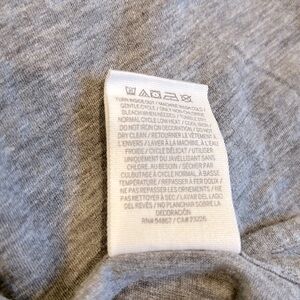 TURN INSIDE OUT / MACHINE WASH COLD /
GENTLE CYCLE / ONLY NON-CHLORINE
BLEACH WHEN NEEDED / TUMBLE DRY
NORMAL CYCLE LOW HEAT / COOL IRON /
DO NOT IRON ON DECORATION / DO NOT
DRY CLEAN / RETOURNER LE VÊTEMENT À
L'ENVERS / LAVER À LA MACHINE, À L'EAU
FROIDE / CYCLE DÉLICAT / UTILISER
UNIQUEMENT DU JAVELLISANT SANS
CHLORE, AU BESOIN / SÉCHER PAR
CULBUTAGE À CYCLE NORMAL, À BASSE
TEMPÉRATURE / REPASSER À FER DOUX /
NE PAS REPASSER LES ORNEMENTS / NE
PAS NETTOYER À SEC / LAVAR DEL LADO
DEL REVÉS / NO PLANCHAR SOBRE LA
DECORACIÓN
RN# 54867 / CA# 23226